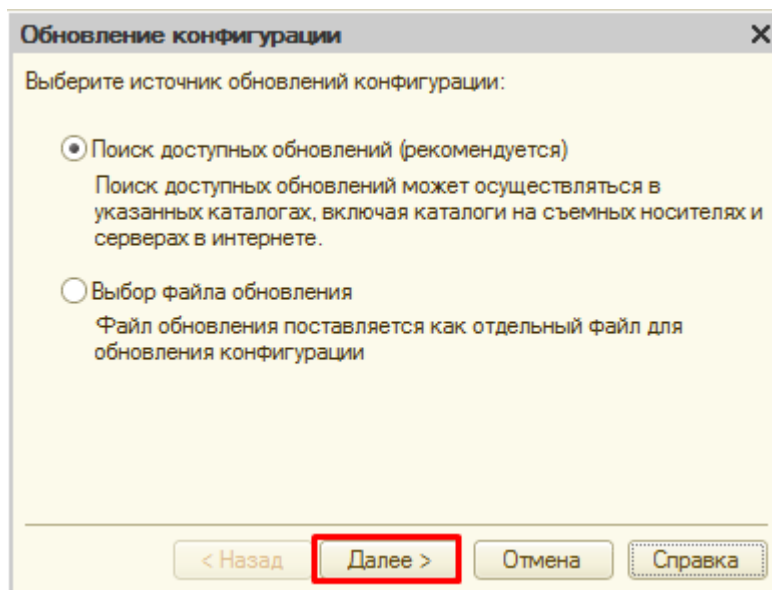 Обновление конфигурации
Выберите источник обновлений конфигурации:
Поиск доступных обновлений (рекомендуется)
Поиск доступных обновлений может осуществляться в
указанных каталогах, включая каталоги на съемных носителях и
серверах в интернете.
Выбор файла обновления
Файл обновления поставляется как отдельный файл для
обновления конфигурации
< Назад Далее > Отмена Справка